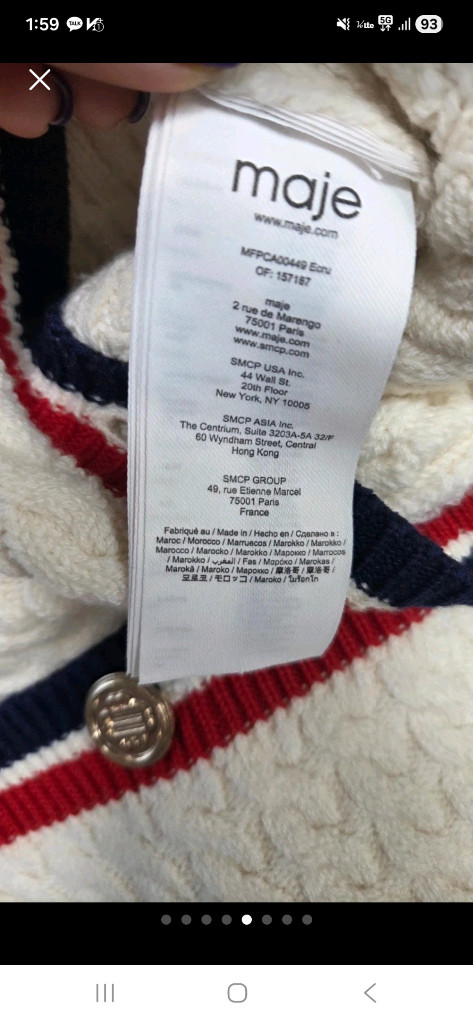 1:59
93
maje
www.maje.com
MFPCA00449 Ecru
OF: 157187
maje
2 rue de Marengo
75001 Paris
www.maje.com
www.smcp.com
SMCP USA Inc.
44 Wall St.
20th Floor
New York, NY 10005
SMCP ASIA Inc.
The Centrium, Suite 3203A-5A 32/F
60 Wyndham Street, Central
Hong Kong
SMCP GROUP
49, rue Etienne Marcel
75001 Paris
France
Fabriqué au / Made in / Hecho en / Сделано в :
Maroc / Morocco / Marruecos / Marokko / Marokko /
Marocco / Marocko / Marokko / Марокко / Marrocos
/ Marokko / المغرب / Fas / Μαρόκο / Marokas /
Marokā / Maroko / Мароко / 摩洛哥 / 摩洛哥 /
모로코 / モロッコ / Maroko / โมร็อกโก